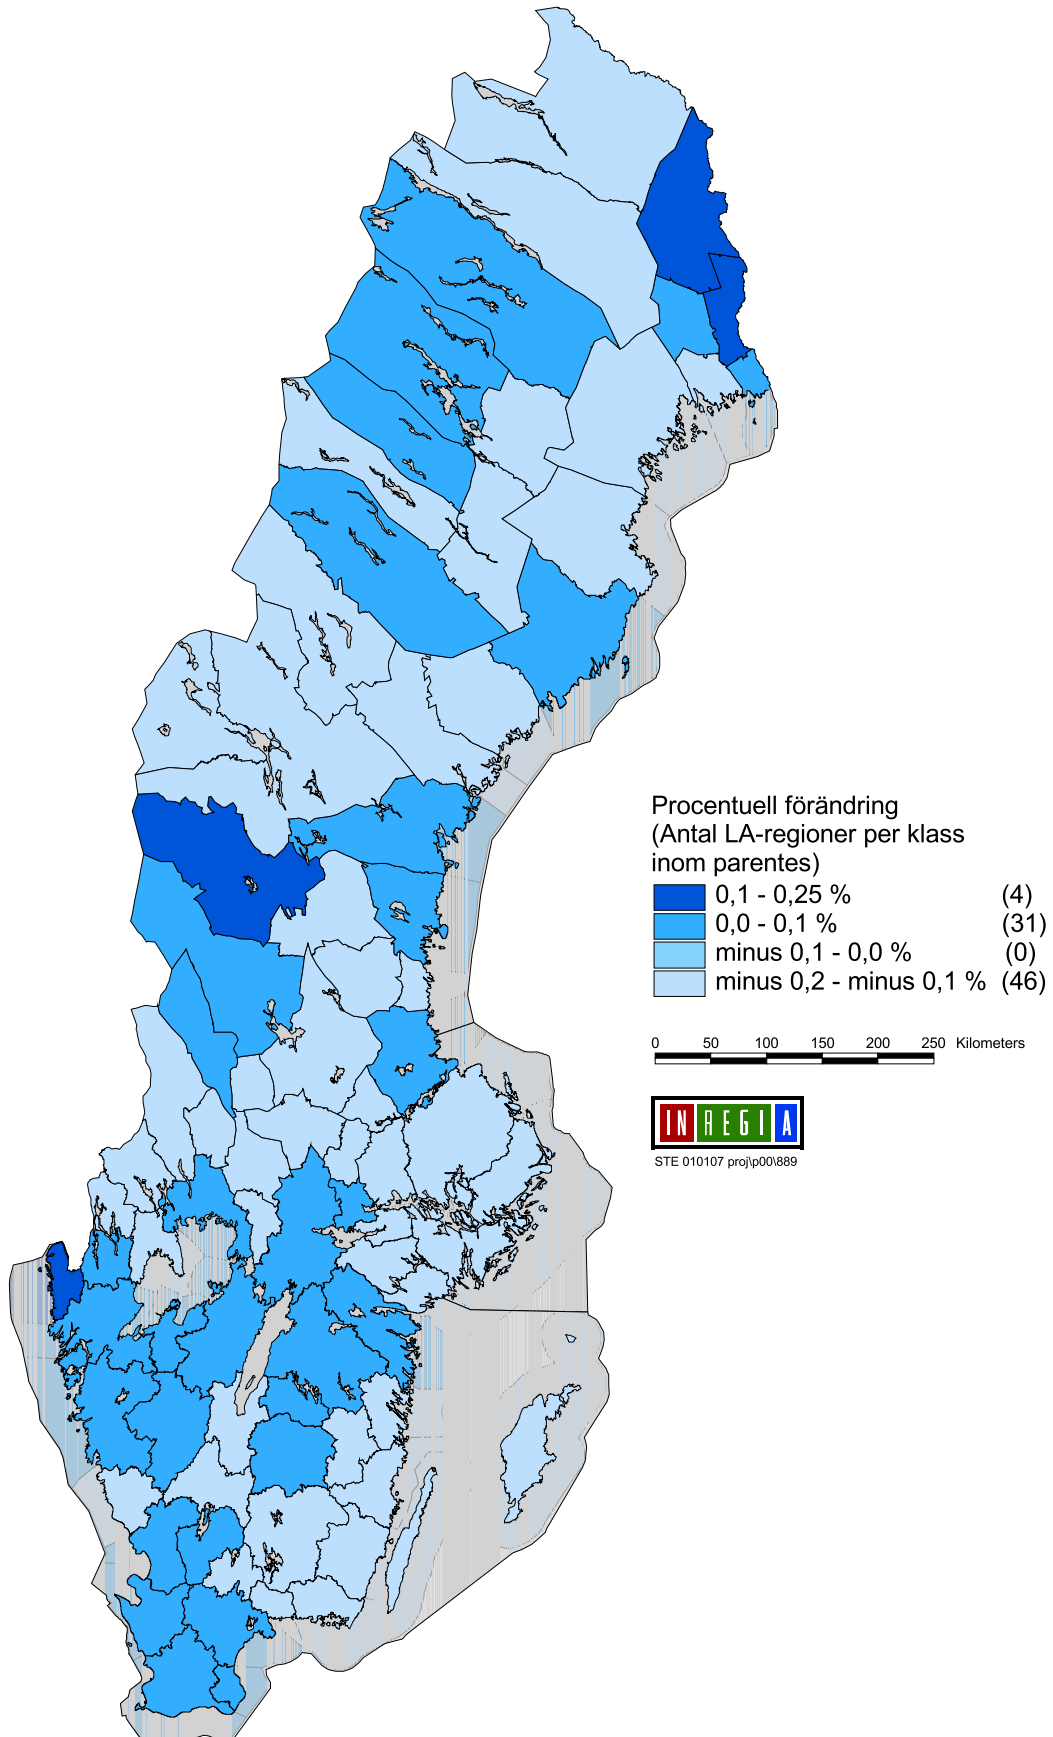 Procentuell förändring
(Antal LA-regioner per klass
inom parentes)
0,1 - 0,25 % (4)
0,0 - 0,1 % (31)
minus 0,1 - 0,0 % (0)
minus 0,2 - minus 0,1 % (46)
0 50 100 150 200 250 Kilometers
INREGIA
STE 010107 proj\p00\889